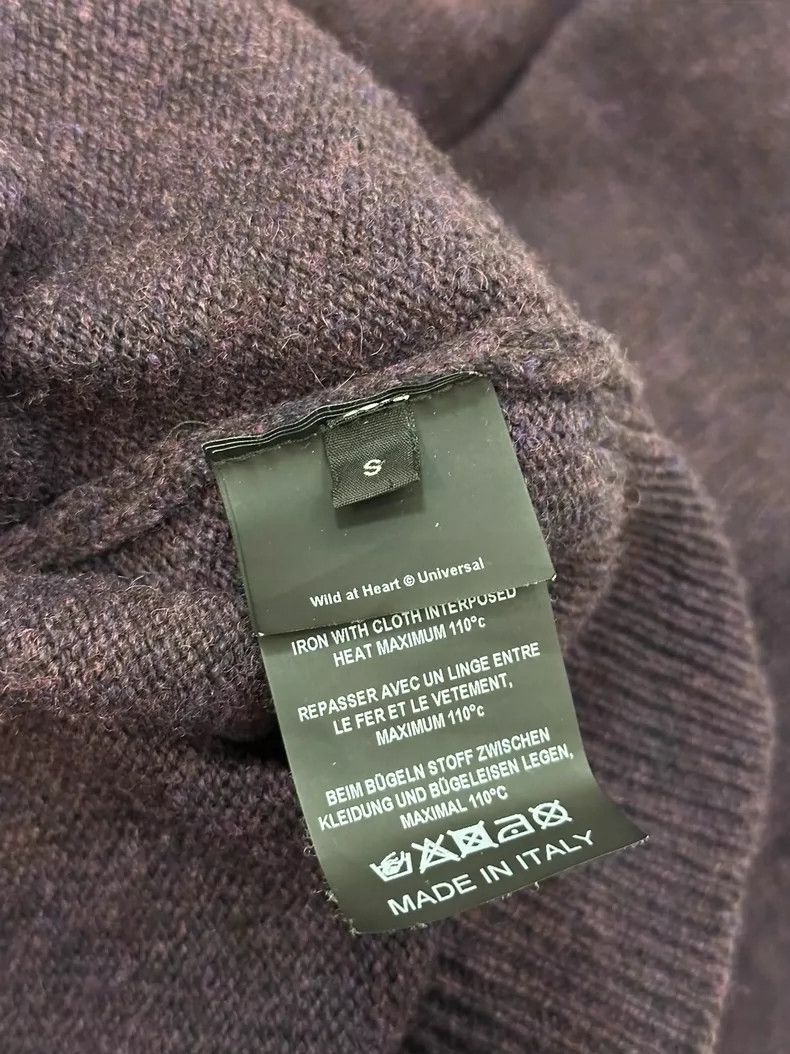 S
Wild at Heart © Universal
IRON WITH CLOTH INTERPOSED
HEAT MAXIMUM 110°c
REPASSER AVEC UN LINGE ENTRE
LE FER ET LE VETEMENT,
MAXIMUM 110°c
BEIM BÜGELN STOFF ZWISCHEN
KLEIDUNG UND BÜGELEISEN LEGEN,
MAXIMAL 110°C
MADE IN ITALY